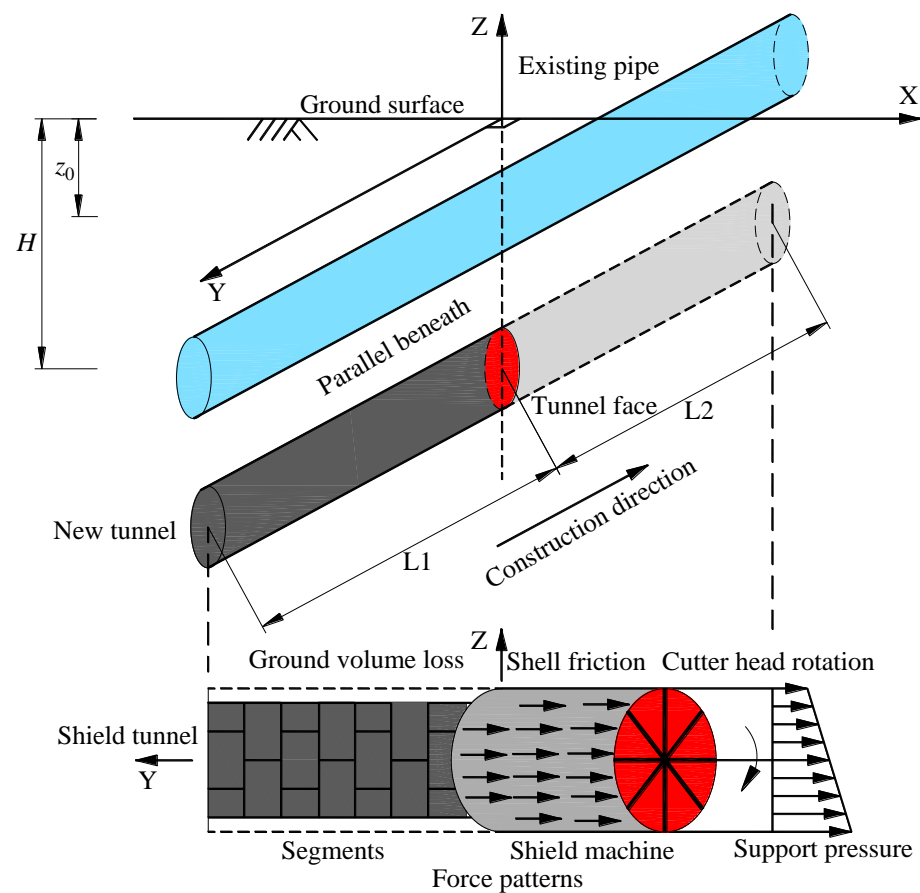 Z
Existing pipe
Ground surface
X
z0
H
Y
Parallel beneath
Tunnel face
L2
New tunnel
L1
Construction direction
Z
Ground volume loss
Shell friction
Cutter head rotation
Shield tunnel
Y
Segments
Shield machine
Support pressure
Force patterns